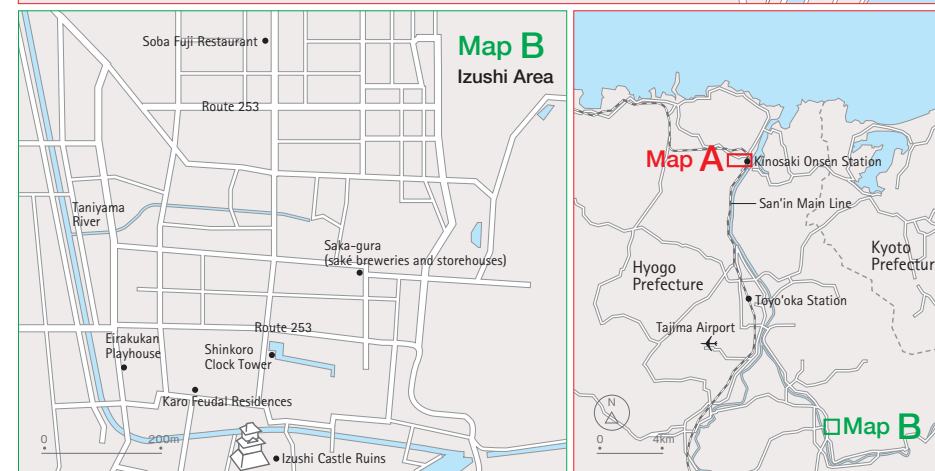 Map B
Izushi Area
Soba Fuji Restaurant
Route 253
Taniyama
River
Saka-gura
(saké breweries and storehouses)
Route 253
Eirakukan
Playhouse
Shinkoro
Clock Tower
Karo Feudal Residences
0
200m
Izushi Castle Ruins
Map A
Kinosaki Onsen Station
San'in Main Line
Kyoto
Prefectur
Hyogo
Prefecture
Toyo'oka Station
Tajima Airport
N
0
4km
Map B